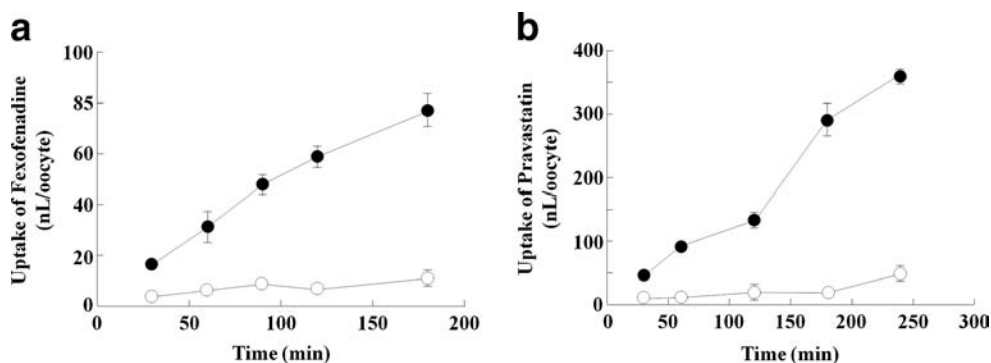 a
Uptake of Fexofenadine
(nL/oocyte)
100
85
60
40
20
0
0
50
100
150
200
Time (min)
b
Uptake of Pravastatin
(nL/oocyte)
400
300
200
100
0
0
50
100
150
200
250
300
Time (min)